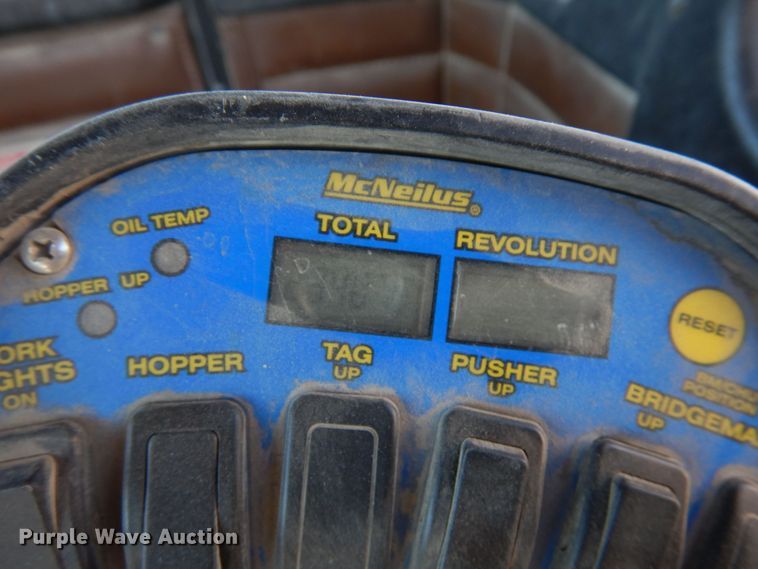 McNeilus®
OIL TEMP
TOTAL
REVOLUTION
HOPPER UP
RESET
ORK
GHTS
ON
HOPPER
TAG
UP
PUSHER
UP
POSITION
BRIDGEMA
UP
Purple Wave Auction